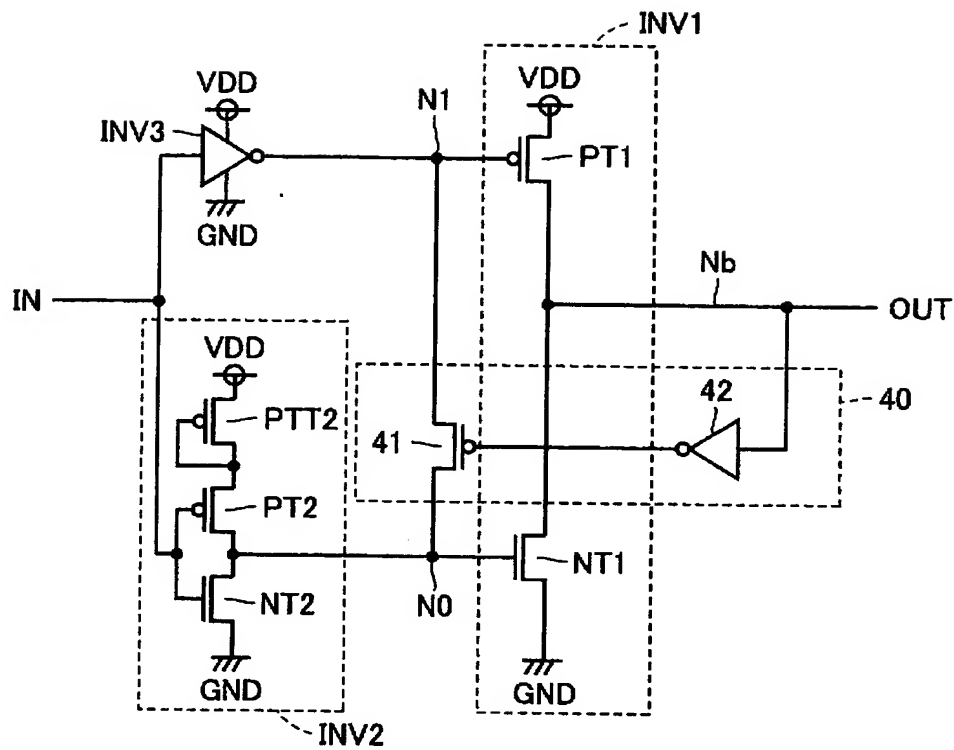 INV1
VDD
VDD
N1
INV3
PT1
GND
Nb
IN
OUT
VDD
42
40
PTT2
41
PT2
NT1
NT2
N0
GND
GND
INV2